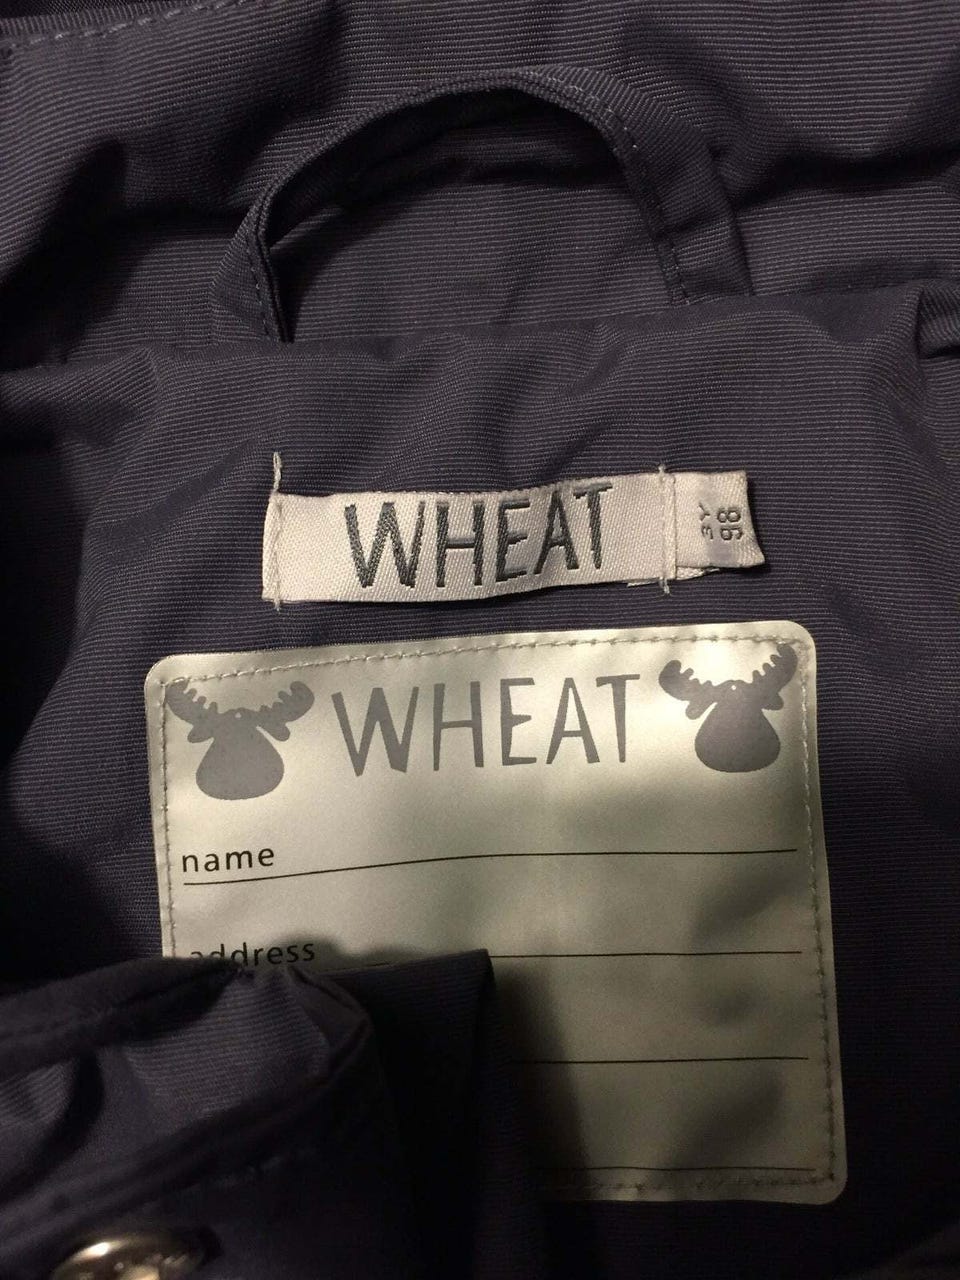 WHEAT
3Y
98
WHEAT
name
address